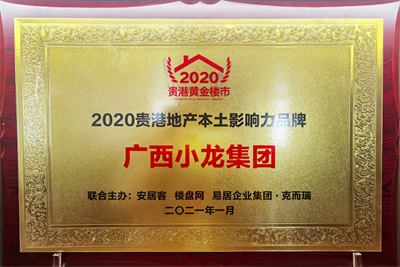 2020
贵港黄金楼市
2020贵港地产本土影响力品牌
广西小龙集团
联合主办：安居客 楼盘网 易居企业集团·克而瑞
二〇二一年一月